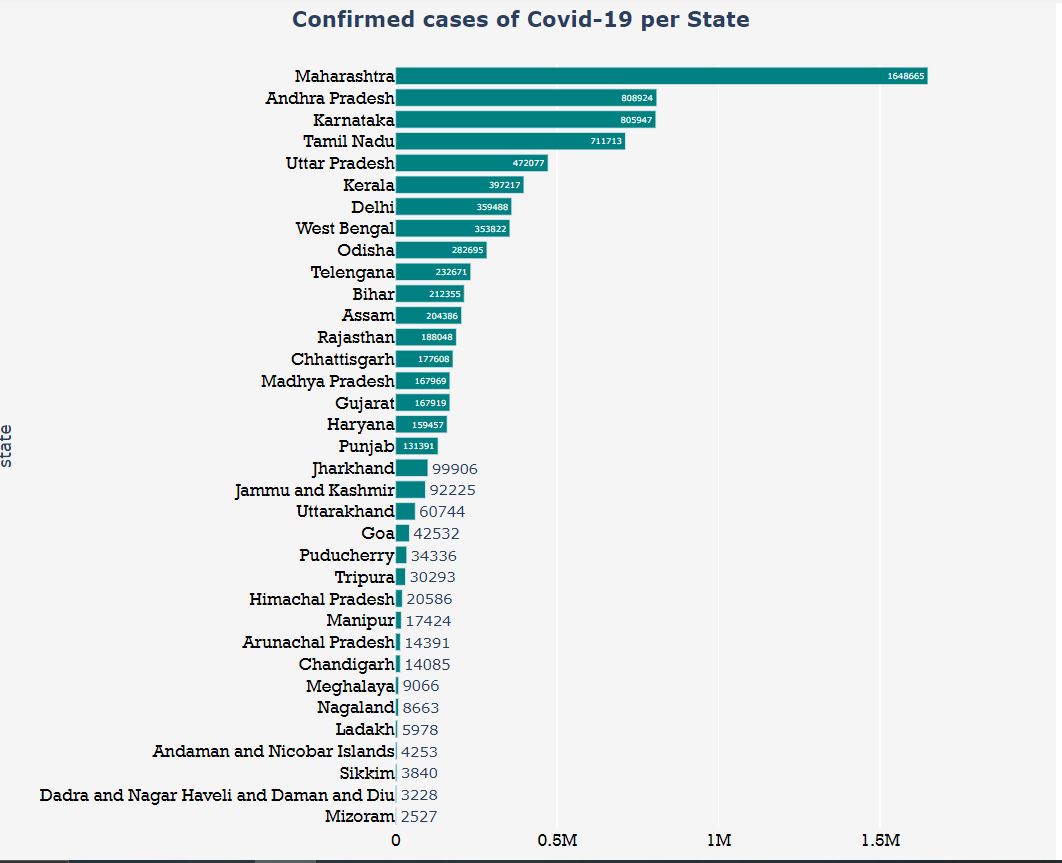 Confirmed cases of Covid-19 per State
Maharashtra 1648665
Andhra Pradesh 808924
Karnataka 805947
Tamil Nadu 711713
Uttar Pradesh 472077
Kerala 397217
Delhi 359488
West Bengal 353822
Odisha 282695
Telengana 232671
Bihar 212355
Assam 204386
Rajasthan 188048
Chhattisgarh 177608
Madhya Pradesh 167969
Gujarat 167919
Haryana 159457
Punjab 131391
Jharkhand 99906
Jammu and Kashmir 92225
Uttarakhand 60744
Goa 42532
Puducherry 34336
Tripura 30293
Himachal Pradesh 20586
Manipur 17424
Arunachal Pradesh 14391
Chandigarh 14085
Meghalaya 9066
Nagaland 8663
Ladakh 5978
Andaman and Nicobar Islands 4253
Sikkim 3840
Dadra and Nagar Haveli and Daman and Diu 3228
Mizoram 2527
0 0.5M 1M 1.5M
state